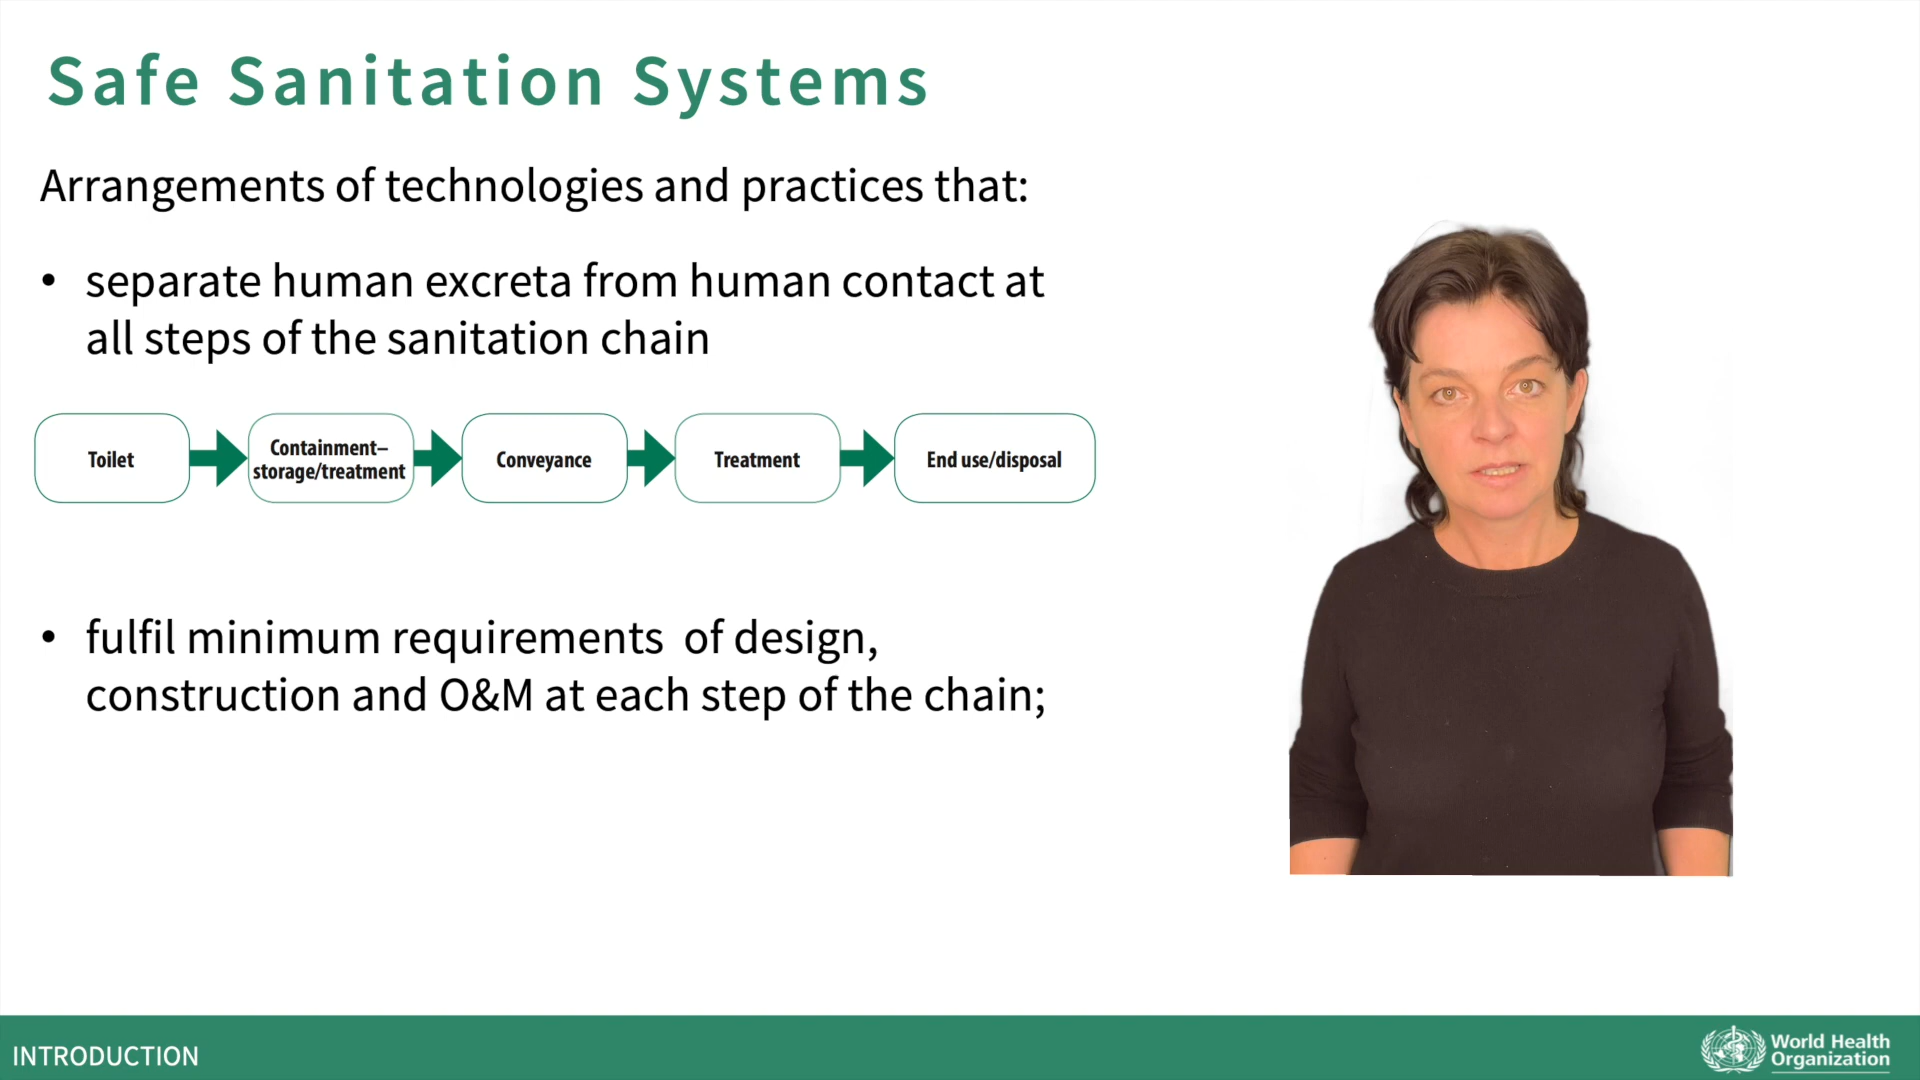 Safe Sanitation Systems
Arrangements of technologies and practices that:
• separate human excreta from human contact at
all steps of the sanitation chain
Toilet
Containment–
storage/treatment
Conveyance
Treatment
End use/disposal
• fulfil minimum requirements  of design,
construction and O&M at each step of the chain;
INTRODUCTION
World Health
Organization